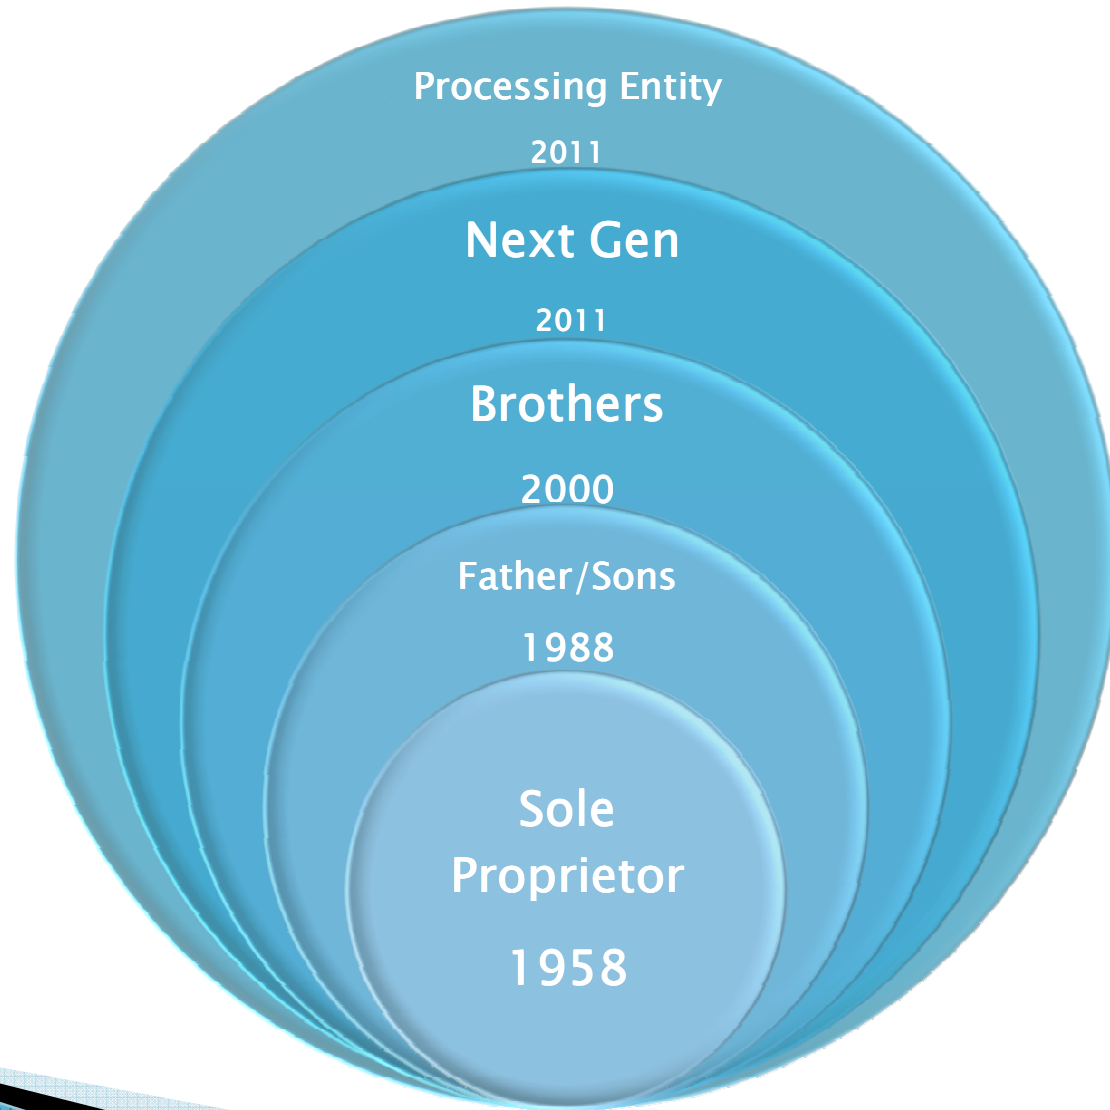 Processing Entity
2011
Next Gen
2011
Brothers
2000
Father/Sons
1988
Sole
Proprietor
1958